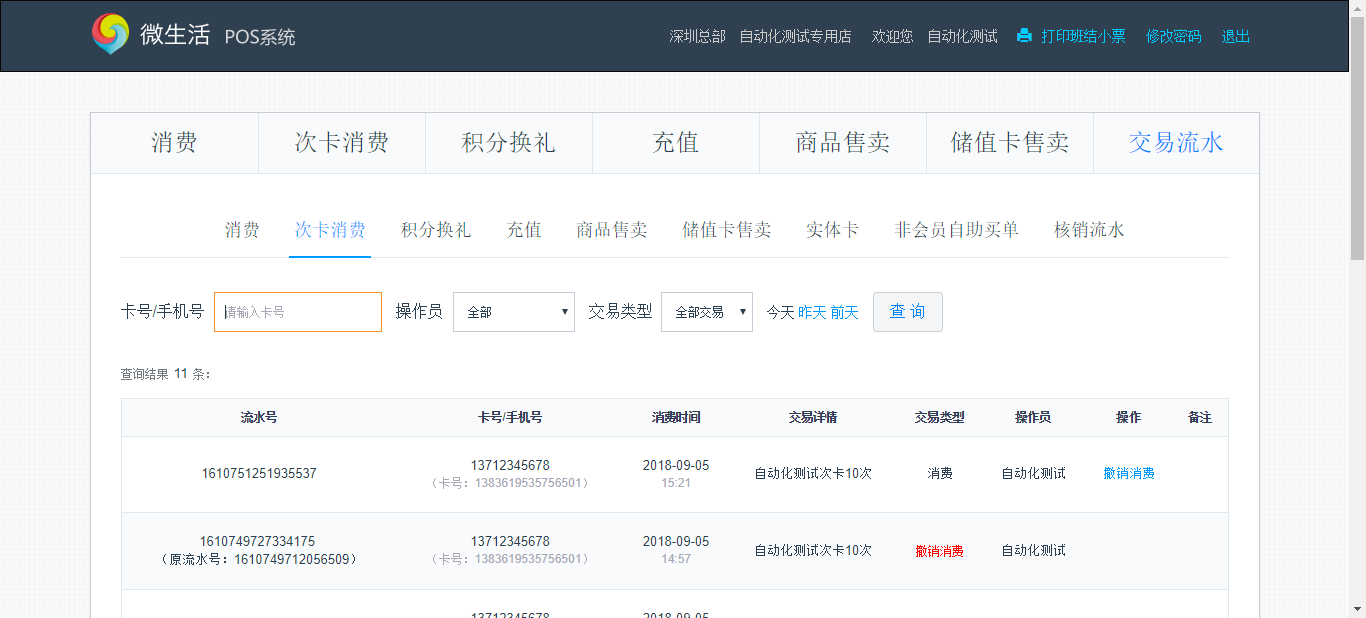 微生活 POS系统 深圳总部 自动化测试专用店 欢迎您 自动化测试 打印班结小票 修改密码 退出
消费 次卡消费 积分换礼 充值 商品售卖 储值卡售卖 交易流水
消费 次卡消费 积分换礼 充值 商品售卖 储值卡售卖 实体卡 非会员自助买单 核销流水
卡号/手机号 请输入卡号 操作员 全部 交易类型 全部交易 今天 昨天 前天 查 询
查询结果 11 条：
流水号 卡号/手机号 消费时间 交易详情 交易类型 操作员 操作 备注
1610751251935537 13712345678 2018-09-05 自动化测试次卡10次 消费 自动化测试 撤销消费
（卡号：1383619535756501） 15:21
1610749727334175 13712345678 2018-09-05 自动化测试次卡10次 撤销消费 自动化测试
（原流水号：1610749712056509） （卡号：1383619535756501） 14:57
13712345678 2018-09-05